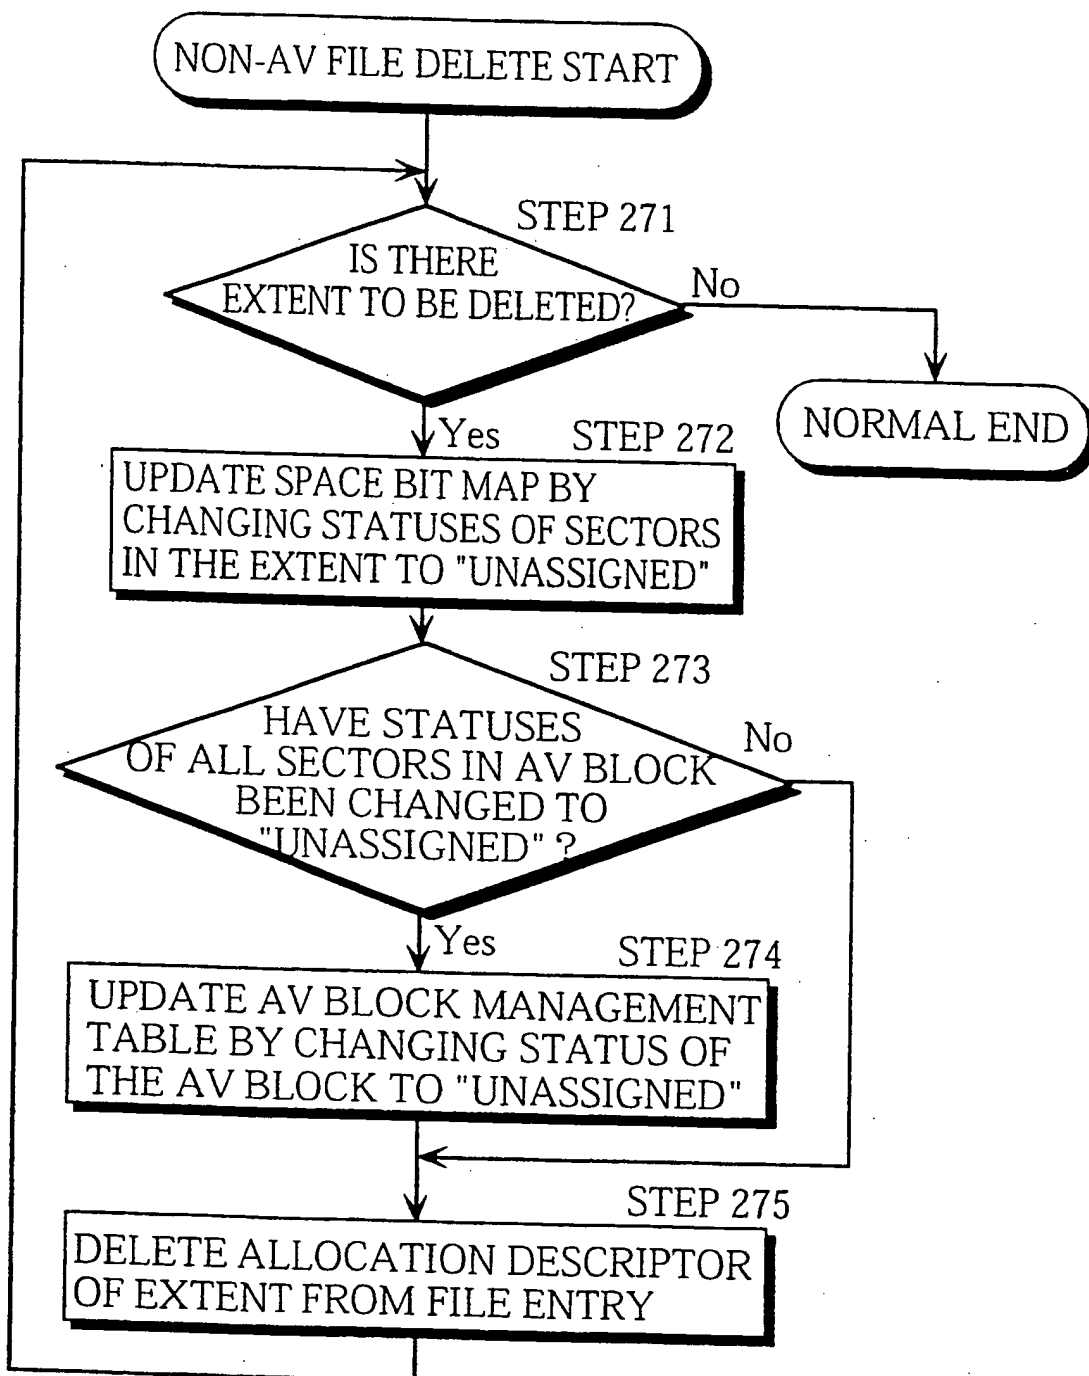 NON-AV FILE DELETE START
STEP 271
IS THERE
EXTENT TO BE DELETED?
No
NORMAL END
Yes
STEP 272
UPDATE SPACE BIT MAP BY
CHANGING STATUSES OF SECTORS
IN THE EXTENT TO "UNASSIGNED"
STEP 273
HAVE STATUSES
OF ALL SECTORS IN AV BLOCK
BEEN CHANGED TO
"UNASSIGNED" ?
No
Yes
STEP 274
UPDATE AV BLOCK MANAGEMENT
TABLE BY CHANGING STATUS OF
THE AV BLOCK TO "UNASSIGNED"
STEP 275
DELETE ALLOCATION DESCRIPTOR
OF EXTENT FROM FILE ENTRY